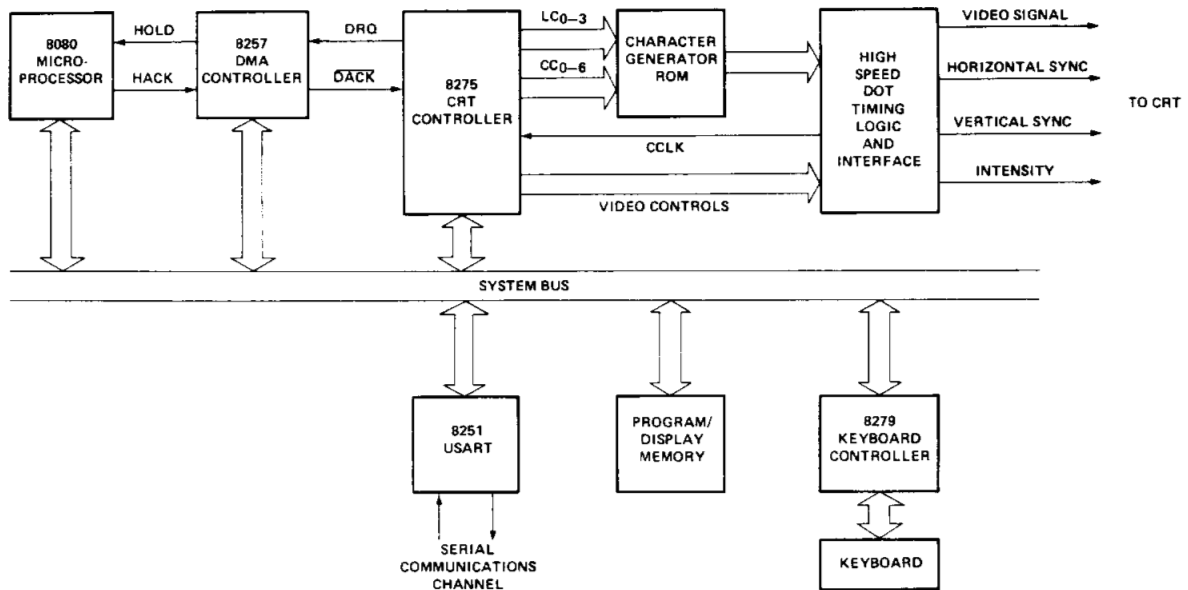 8080
MICRO-
PROCESSOR
HOLD
HACK
8257
DMA
CONTROLLER
DRQ
DACK
8275
CRT
CONTROLLER
LC0–3
CC0–6
CHARACTER
GENERATOR
ROM
CCLK
VIDEO CONTROLS
HIGH
SPEED
DOT
TIMING
LOGIC
AND
INTERFACE
VIDEO SIGNAL
HORIZONTAL SYNC
VERTICAL SYNC
INTENSITY
TO CRT
SYSTEM BUS
8251
USART
SERIAL
COMMUNICATIONS
CHANNEL
PROGRAM/
DISPLAY
MEMORY
8279
KEYBOARD
CONTROLLER
KEYBOARD